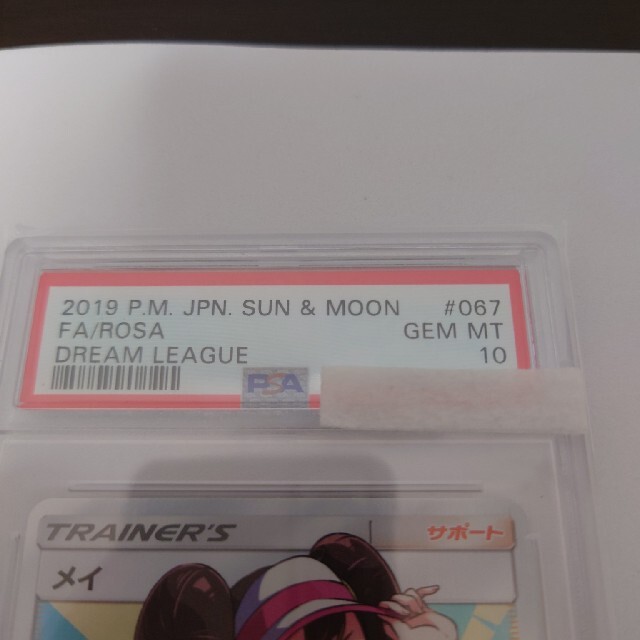 2019 P.M. JPN. SUN & MOON #067
FA/ROSA GEM MT
DREAM LEAGUE 10
PSA
TRAINER'S サポート
メイ